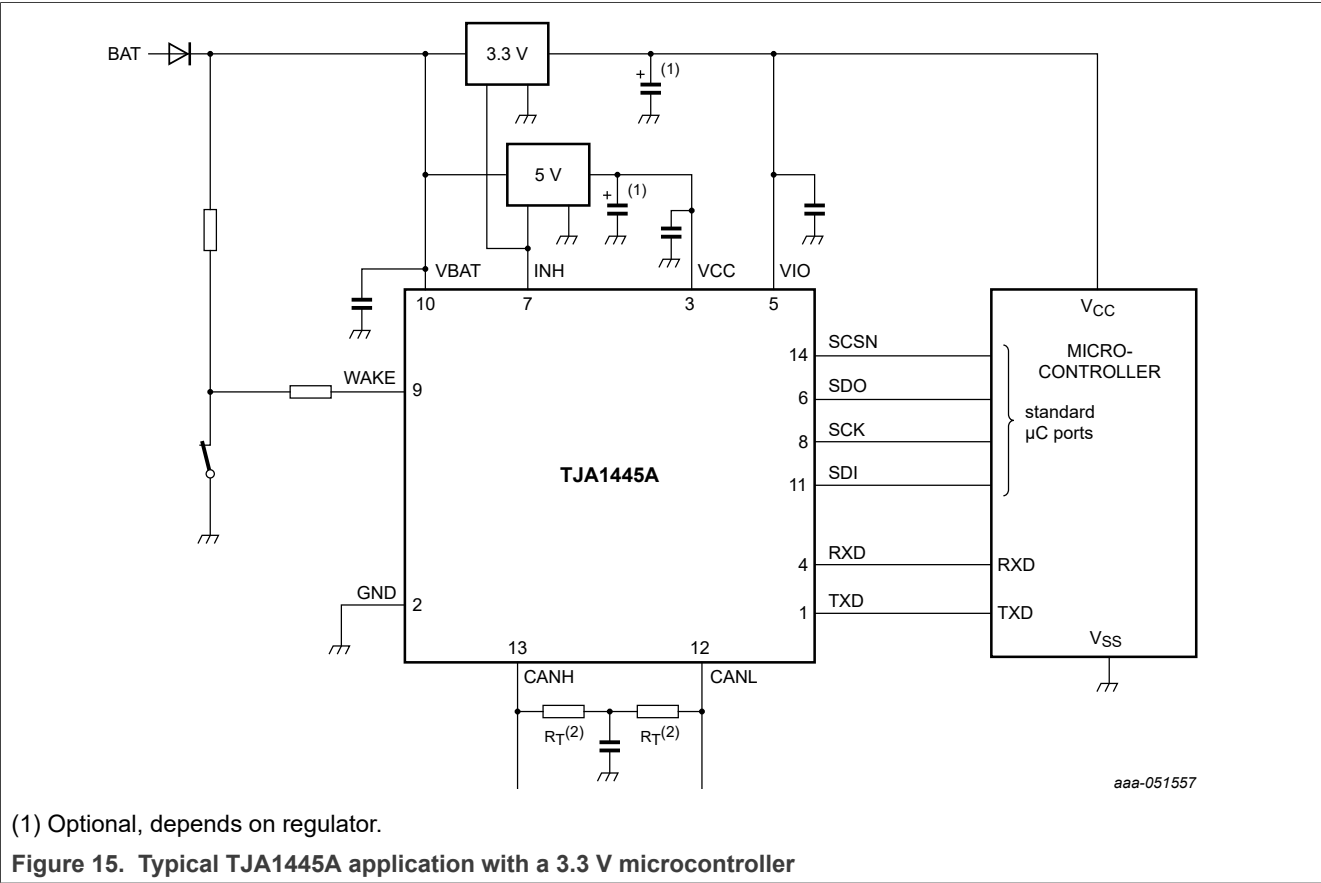 BAT
3.3 V
+ (1)
5 V
+ (1)
VBAT
INH
VCC
VIO
10
7
3
5
VCC
MICRO-
CONTROLLER
standard
µC ports
14
SCSN
6
SDO
8
SCK
11
SDI
WAKE
9
TJA1445A
4
RXD
RXD
1
TXD
TXD
VSS
GND
2
13
12
CANH
CANL
RT(2)
RT(2)
aaa-051557
(1) Optional, depends on regulator.
Figure 15. Typical TJA1445A application with a 3.3 V microcontroller